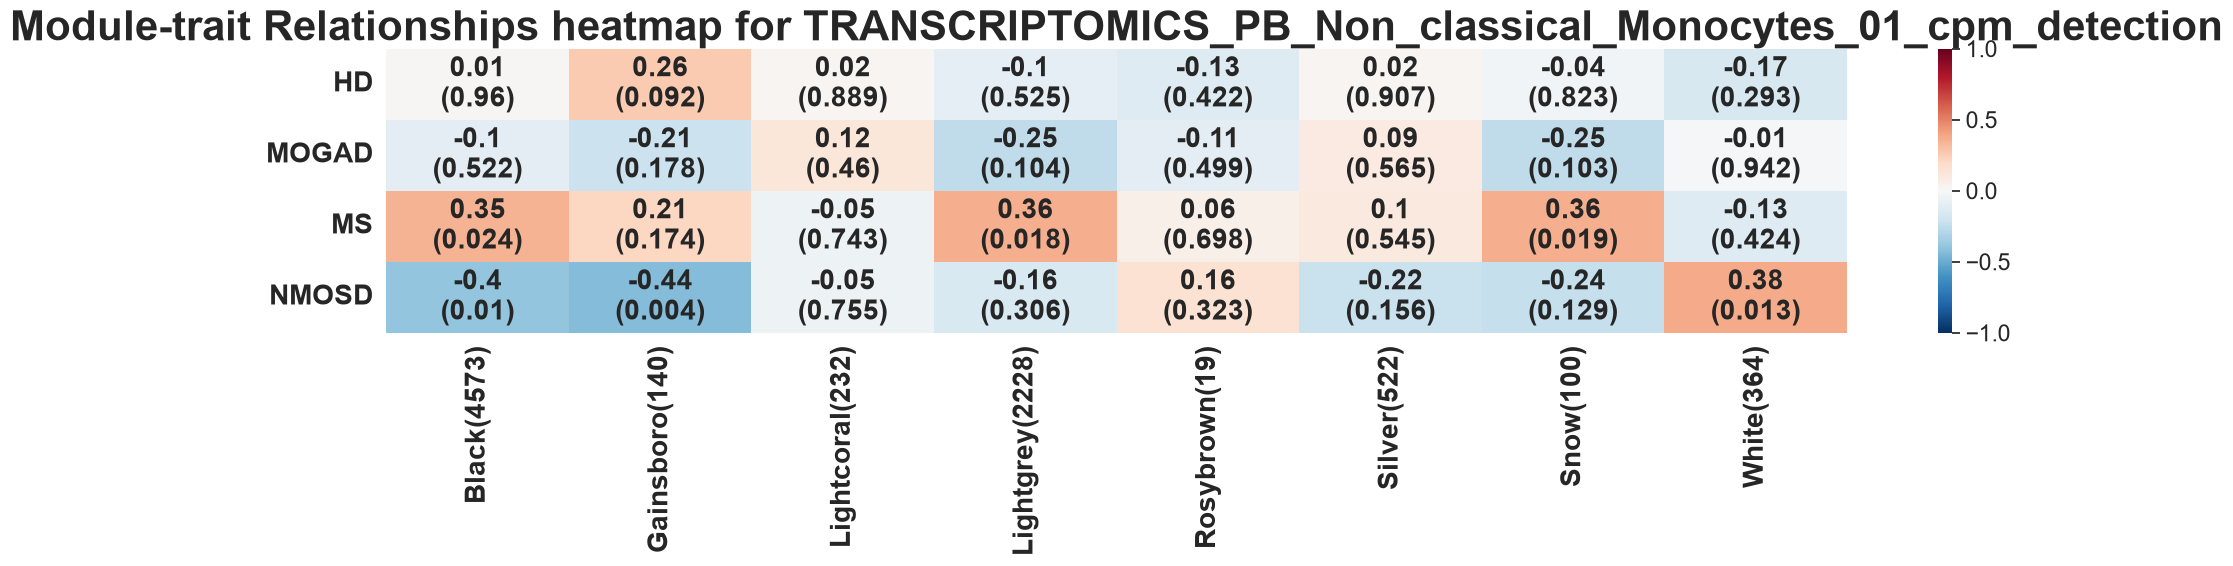 Module-trait Relationships heatmap for TRANSCRIPTOMICS_PB_Non_classical_Monocytes_01_cpm_detection
HD
0.01 0.26 0.02 -0.1 -0.13 0.02 -0.04 -0.17
(0.96) (0.092) (0.889) (0.525) (0.422) (0.907) (0.823) (0.293)
MOGAD
-0.1 -0.21 0.12 -0.25 -0.11 0.09 -0.25 -0.01
(0.522) (0.178) (0.46) (0.104) (0.499) (0.565) (0.103) (0.942)
MS
0.35 0.21 -0.05 0.36 0.06 0.1 0.36 -0.13
(0.024) (0.174) (0.743) (0.018) (0.698) (0.545) (0.019) (0.424)
NMOSD
-0.4 -0.44 -0.05 -0.16 0.16 -0.22 -0.24 0.38
(0.01) (0.004) (0.755) (0.306) (0.323) (0.156) (0.129) (0.013)
Black(4573)
Gainsboro(140)
Lightcoral(232)
Lightgrey(2228)
Rosybrown(19)
Silver(522)
Snow(100)
White(364)
1.0
0.5
0.0
−0.5
−1.0